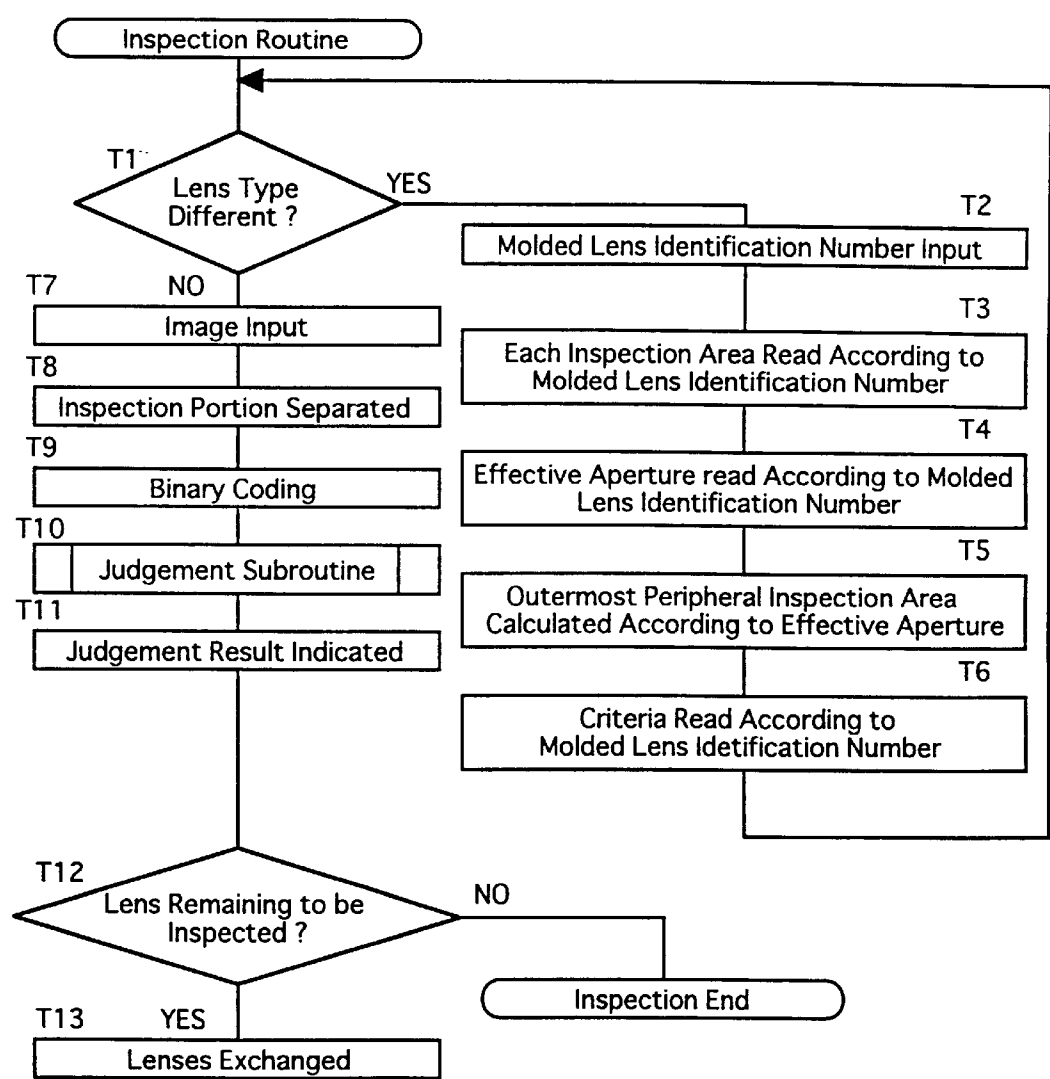 Inspection Routine
T1
Lens Type
Different ?
YES
NO
T2
Molded Lens Identification Number Input
T3
Each Inspection Area Read According to
Molded Lens Identification Number
T4
Effective Aperture read According to Molded
Lens Identification Number
T5
Outermost Peripheral Inspection Area
Calculated According to Effective Aperture
T6
Criteria Read According to
Molded Lens Idetification Number
T7
Image Input
T8
Inspection Portion Separated
T9
Binary Coding
T10
Judgement Subroutine
T11
Judgement Result Indicated
T12
Lens Remaining to be
Inspected ?
NO
Inspection End
T13
YES
Lenses Exchanged